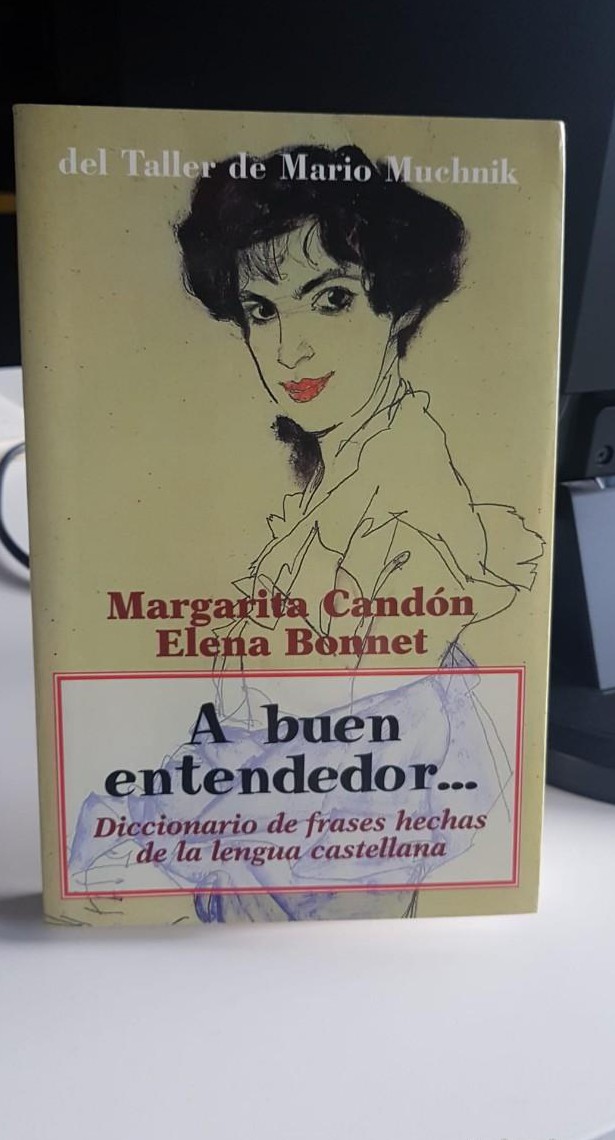 del Taller de Mario Muchnik
Margarita Candón
Elena Bonnet
A buen
entendedor...
Diccionario de frases hechas
de la lengua castellana